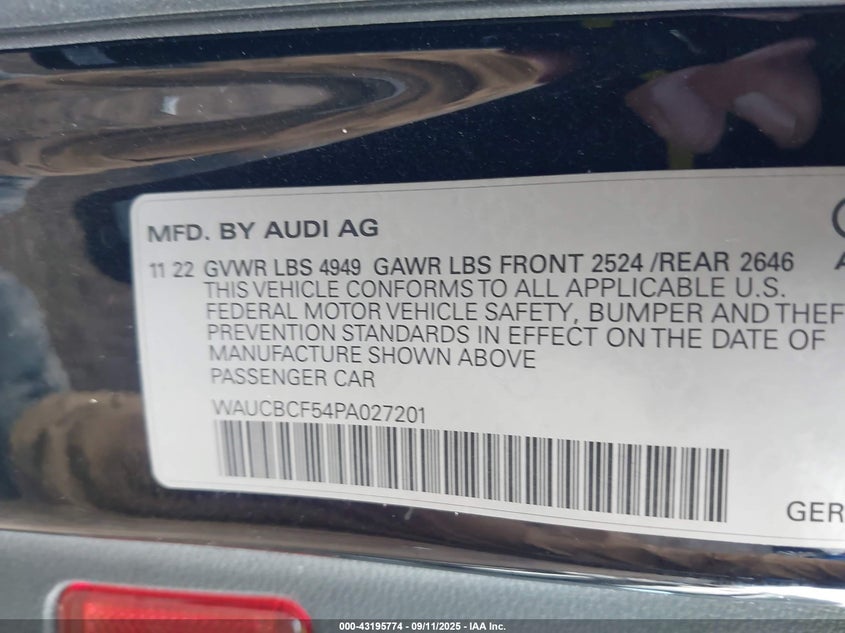 MFD. BY AUDI AG
11 22 GVWR LBS 4949 GAWR LBS FRONT 2524 /REAR 2646
THIS VEHICLE CONFORMS TO ALL APPLICABLE U.S.
FEDERAL MOTOR VEHICLE SAFETY, BUMPER AND THEF
PREVENTION STANDARDS IN EFFECT ON THE DATE OF
MANUFACTURE SHOWN ABOVE
PASSENGER CAR
WAUCBCF54PA027201
GER
000-43195774 - 09/11/2025 - IAA Inc.